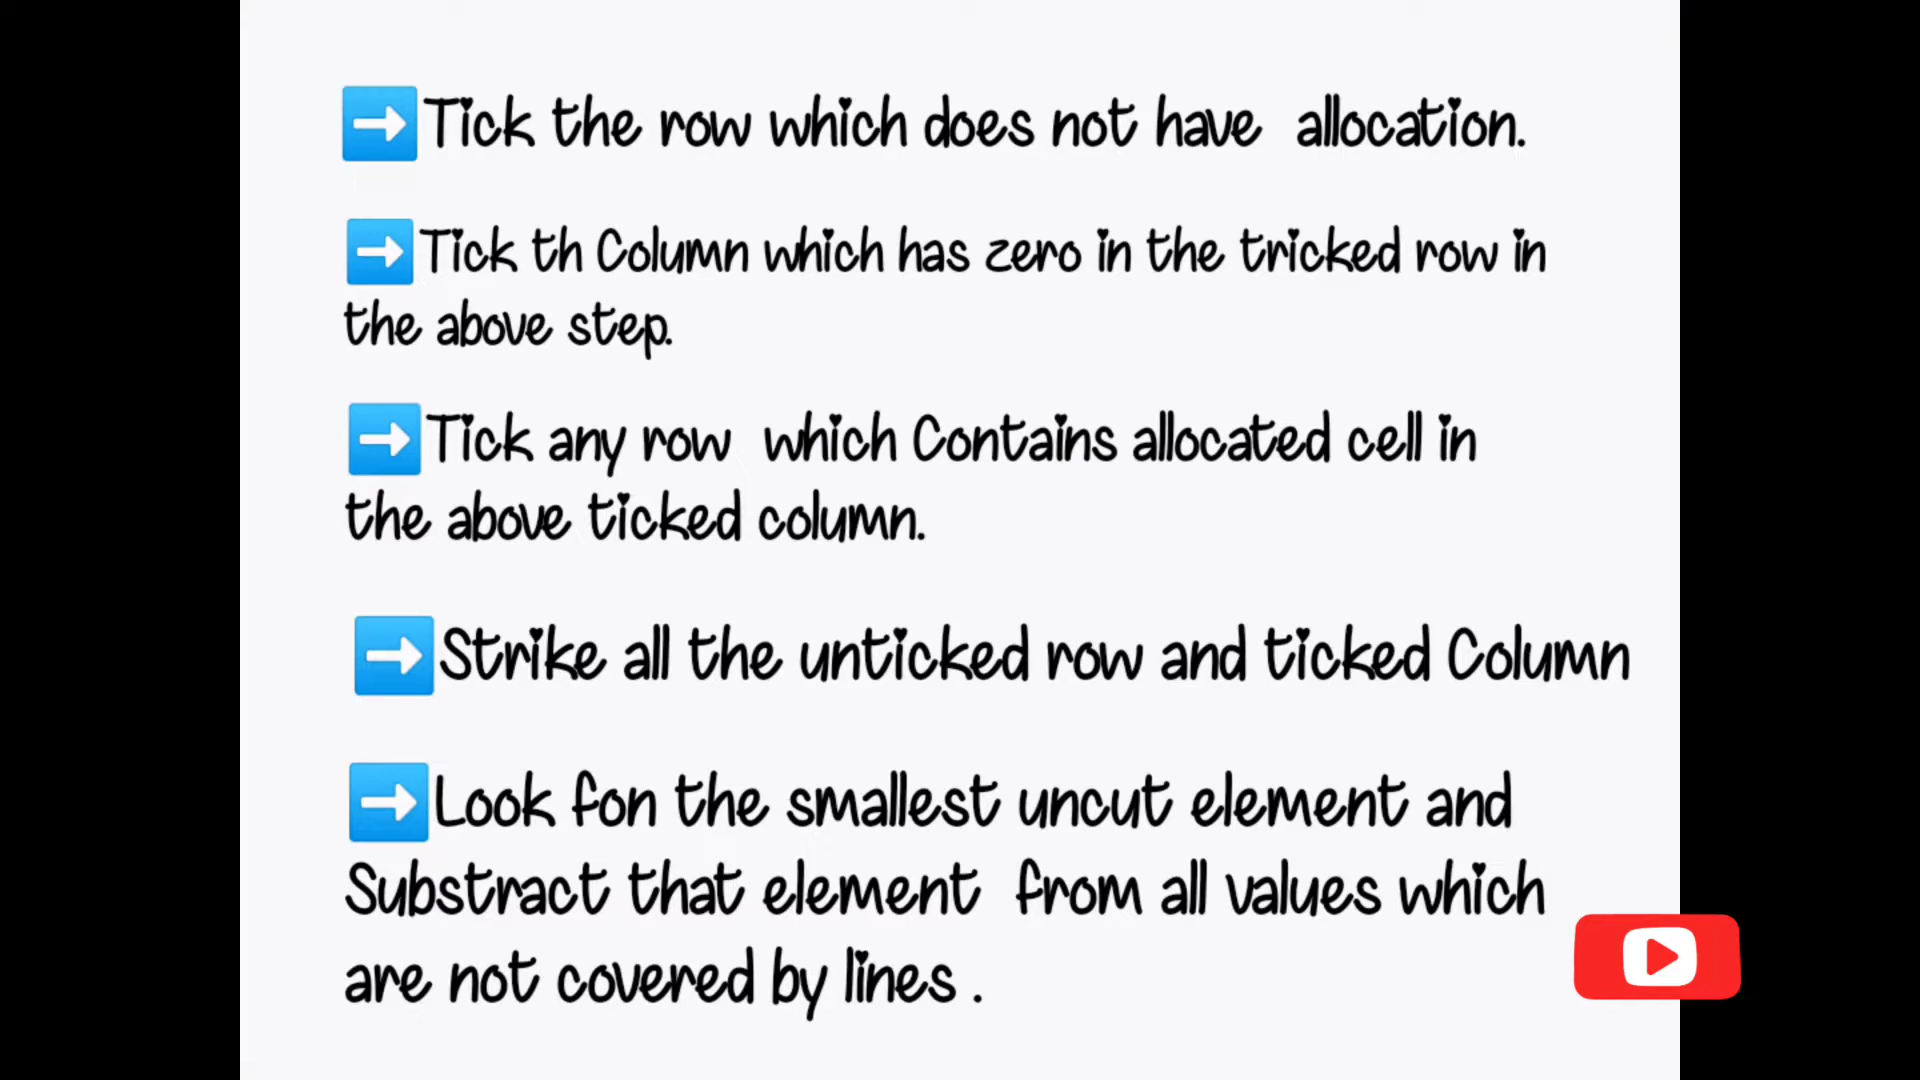 ➡️Tick the row which does not have allocation.
➡️Tick th Column which has zero in the tricked row in
the above step.
➡️Tick any row which Contains allocated cell in
the above ticked column.
➡️Strike all the unticked row and ticked Column
➡️Look fon the smallest uncut element and
Substract that element from all values which
are not covered by lines .